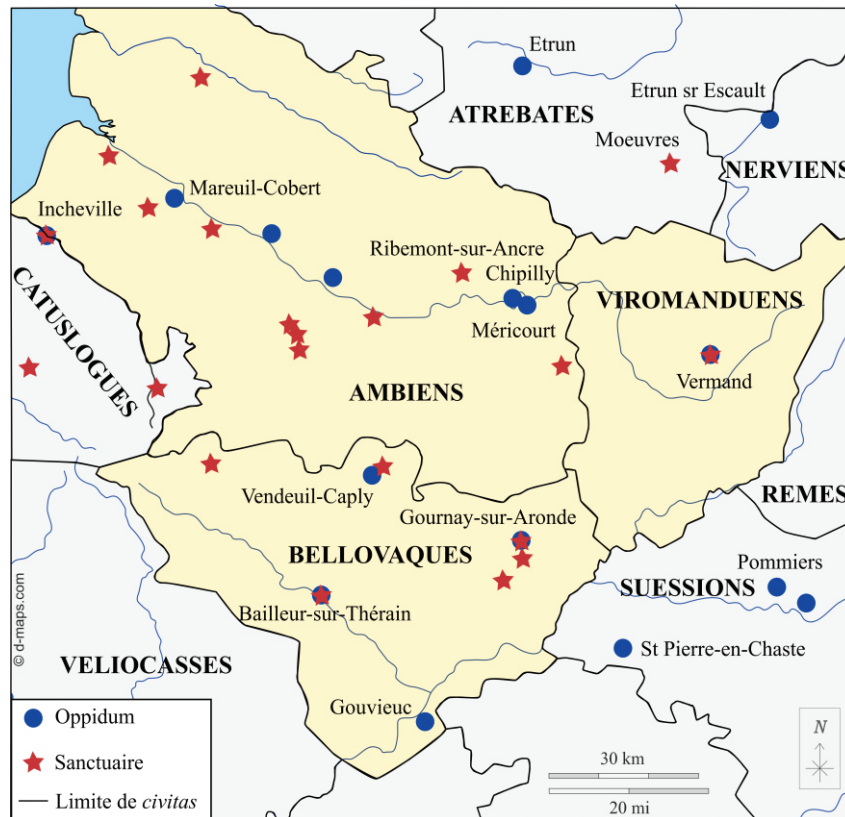 Etrun
Etrun sr Escault
ATREBATES
Moeuvres
NERVIENS
Mareuil-Cobert
Incheville
Ribemont-sur-Ancre
Chipilly
VIROMANDUENS
CATUSLOGUES
Méricourt
Vermand
AMBIENS
Vendeuil-Caply
REMES
Gournay-sur-Aronde
BELLOVAQUES
Pommiers
SUESSIONS
Bailleur-sur-Thérain
© d-maps.com
VELIOCASSES
St Pierre-en-Chaste
Gouvieuc
Oppidum
Sanctuaire
Limite de civitas
30 km
20 mi
N